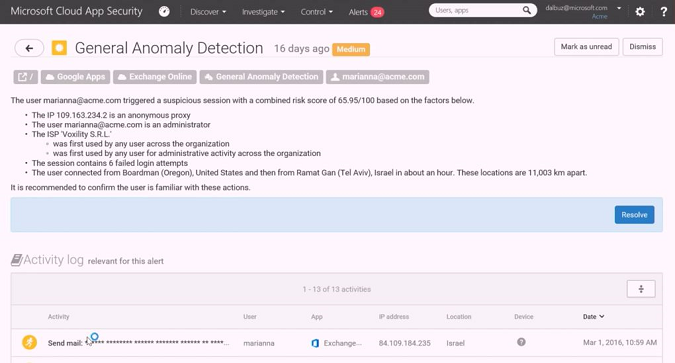 Microsoft Cloud App Security Discover Investigate Control Alerts 24 Users, apps dalbuz@microsoft.com
Acme ?
General Anomaly Detection 16 days ago Medium Mark as unread Dismiss
/ Google Apps Exchange Online General Anomaly Detection marianna@acme.com
The user marianna@acme.com triggered a suspicious session with a combined risk score of 65.95/100 based on the factors below.
• The IP 109.163.234.2 is an anonymous proxy
• The user marianna@acme.com is an administrator
• The ISP 'Voxility S.R.L.'
was first used by any user across the organization
was first used by any user for administrative activity across the organization
• The session contains 6 failed login attempts
• The user connected from Boardman (Oregon), United States and then from Ramat Gan (Tel Aviv), Israel in about an hour. These locations are 11,003 km apart.
It is recommended to confirm the user is familiar with these actions.
Resolve
Activity log relevant for this alert
1 - 13 of 13 activities
Activity User App IP address Location Device Date
Send mail: **** ******** ****** ******* ****** ** ****... marianna Exchange... 84.109.184.235 Israel ? Mar 1, 2016, 10:59 AM